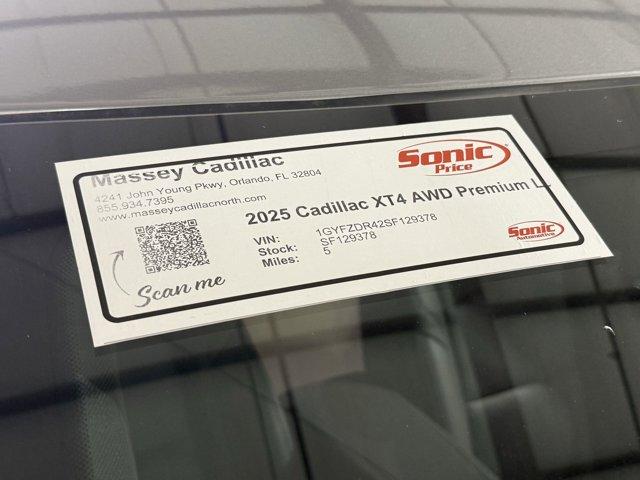 Massey Cadillac
4241 John Young Pkwy, Orlando, FL 32804
855.934.7395
www.masseycadillacnorth.com
Sonic
Price
2025 Cadillac XT4 AWD Premium L
VIN: 1GYFZDR42SF129378
Stock: SF129378
Miles: 5
Scan me
Sonic
Automotive